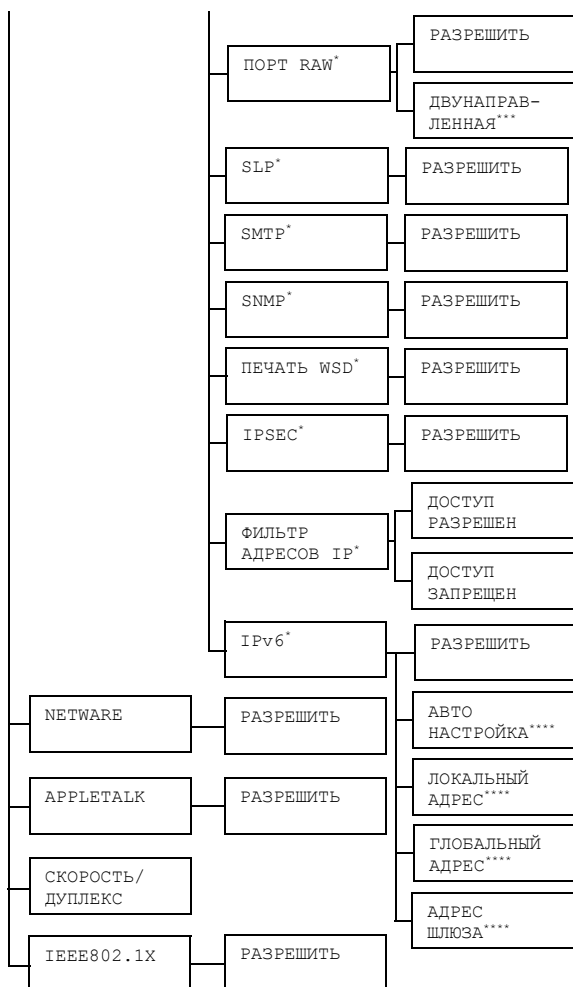 ПОРТ RAW*
РАЗРЕШИТЬ
ДВУНАПРАВ-
ЛЕННАЯ***
SLP*
РАЗРЕШИТЬ
SMTP*
РАЗРЕШИТЬ
SNMP*
РАЗРЕШИТЬ
ПЕЧАТЬ WSD*
РАЗРЕШИТЬ
IPSEC*
РАЗРЕШИТЬ
ФИЛЬТР
АДРЕСОВ IP*
ДОСТУП
РАЗРЕШЕН
ДОСТУП
ЗАПРЕЩЕН
IPv6*
РАЗРЕШИТЬ
АВТО
НАСТРОЙКА****
ЛОКАЛЬНЫЙ
АДРЕС****
ГЛОБАЛЬНЫЙ
АДРЕС****
АДРЕС
ШЛЮЗА****
NETWARE
РАЗРЕШИТЬ
APPLETALK
РАЗРЕШИТЬ
СКОРОСТЬ/
ДУПЛЕКС
IEEE802.1X
РАЗРЕШИТЬ